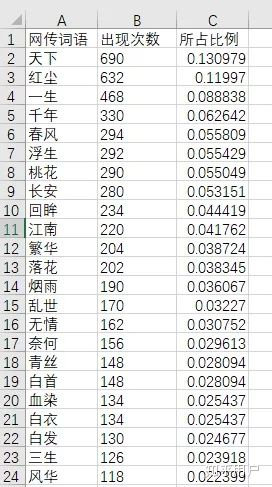 A B C
1 网传词语 出现次数 所占比例
2 天下 690 0.130979
3 红尘 632 0.11997
4 一生 468 0.088838
5 千年 330 0.062642
6 春风 294 0.055809
7 浮生 292 0.055429
8 桃花 290 0.055049
9 长安 280 0.053151
10 回眸 234 0.044419
11 江南 220 0.041762
12 繁华 204 0.038724
13 落花 202 0.038345
14 烟雨 190 0.036067
15 乱世 170 0.03227
16 无情 162 0.030752
17 奈何 156 0.029613
18 青丝 148 0.028094
19 白首 148 0.028094
20 血染 134 0.025437
21 白衣 134 0.025437
22 白发 130 0.024677
23 三生 126 0.023918
24 风华 118 0.022399